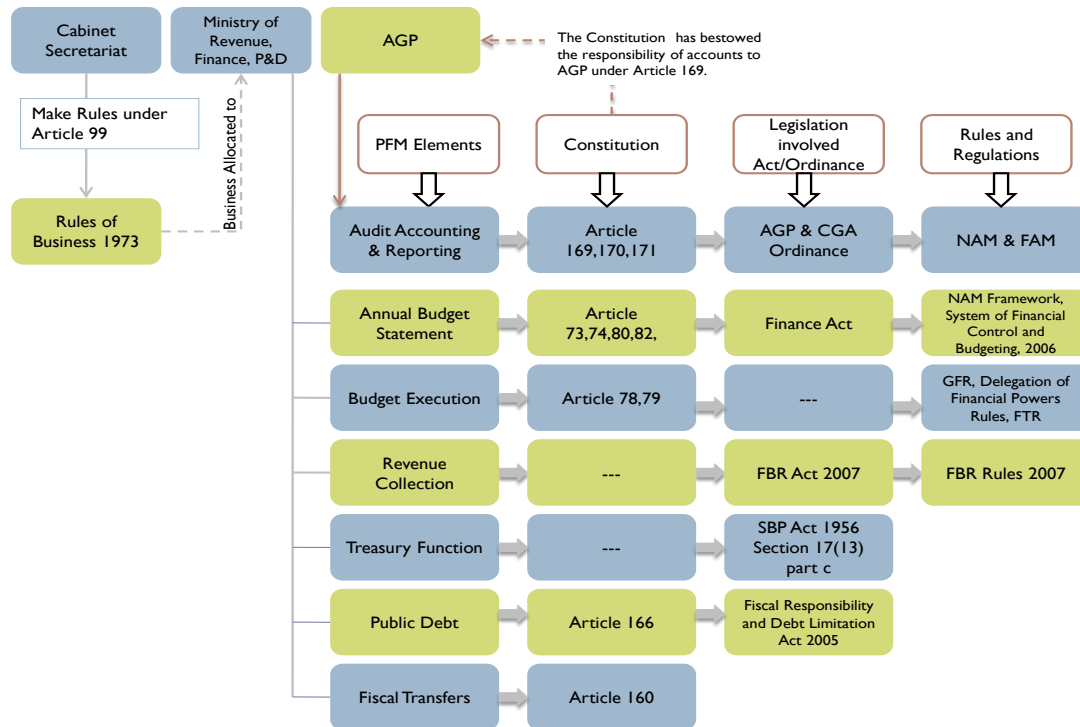 Cabinet
Secretariat
Ministry of
Revenue,
Finance, P&D
AGP
The Constitution has bestowed
the responsibility of accounts to
AGP under Article 169.
Make Rules under
Article 99
Business Allocated to
Rules of
Business 1973
PFM Elements
Constitution
Legislation
involved
Act/Ordinance
Rules and
Regulations
Audit Accounting
& Reporting
Article
169,170,171
AGP & CGA
Ordinance
NAM & FAM
Annual Budget
Statement
Article
73,74,80,82,
Finance Act
NAM Framework,
System of Financial
Control and
Budgeting, 2006
Budget Execution
Article 78,79
---
GFR, Delegation of
Financial Powers
Rules, FTR
Revenue
Collection
---
FBR Act 2007
FBR Rules 2007
Treasury Function
---
SBP Act 1956
Section 17(13)
part c
Public Debt
Article 166
Fiscal Responsibility
and Debt Limitation
Act 2005
Fiscal Transfers
Article 160